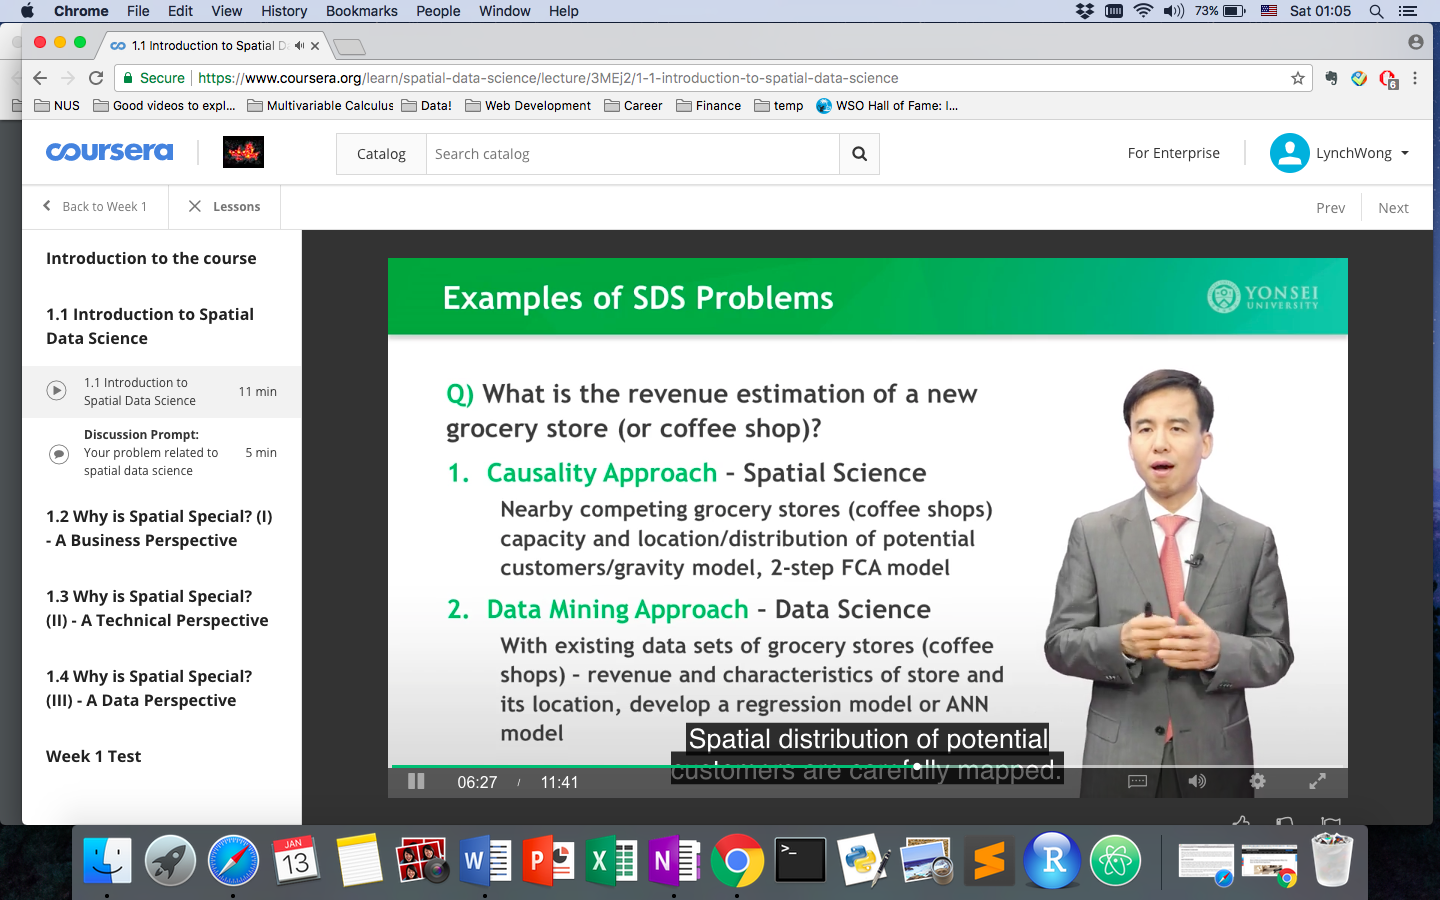 Chrome File Edit View History Bookmarks People Window Help 73% Sat 01:05
1.1 Introduction to Spatial Da
Secure https://www.coursera.org/learn/spatial-data-science/lecture/3MEj2/1-1-introduction-to-spatial-data-science 6
NUS Good videos to expl... Multivariable Calculus Data! Web Development Career Finance temp WSO Hall of Fame: I...
coursera Catalog Search catalog For Enterprise LynchWong
Back to Week 1 Lessons Prev Next
Introduction to the course
1.1 Introduction to Spatial
Data Science
1.1 Introduction to
Spatial Data Science
11 min
Discussion Prompt:
Your problem related to
spatial data science
5 min
1.2 Why is Spatial Special? (I)
- A Business Perspective
1.3 Why is Spatial Special?
(II) - A Technical Perspective
1.4 Why is Spatial Special?
(III) - A Data Perspective
Week 1 Test
Examples of SDS Problems
YONSEI
UNIVERSITY
Q) What is the revenue estimation of a new
grocery store (or coffee shop)?
1. Causality Approach – Spatial Science
Nearby competing grocery stores (coffee shops)
capacity and location/distribution of potential
customers/gravity model, 2-step FCA model
2. Data Mining Approach – Data Science
With existing data sets of grocery stores (coffee
shops) – revenue and characteristics of store and
its location, develop a regression model or ANN
model
Spatial distribution of potential
customers are carefully mapped.
06:27 / 11:41
JAN
13
W P X N >_ S R